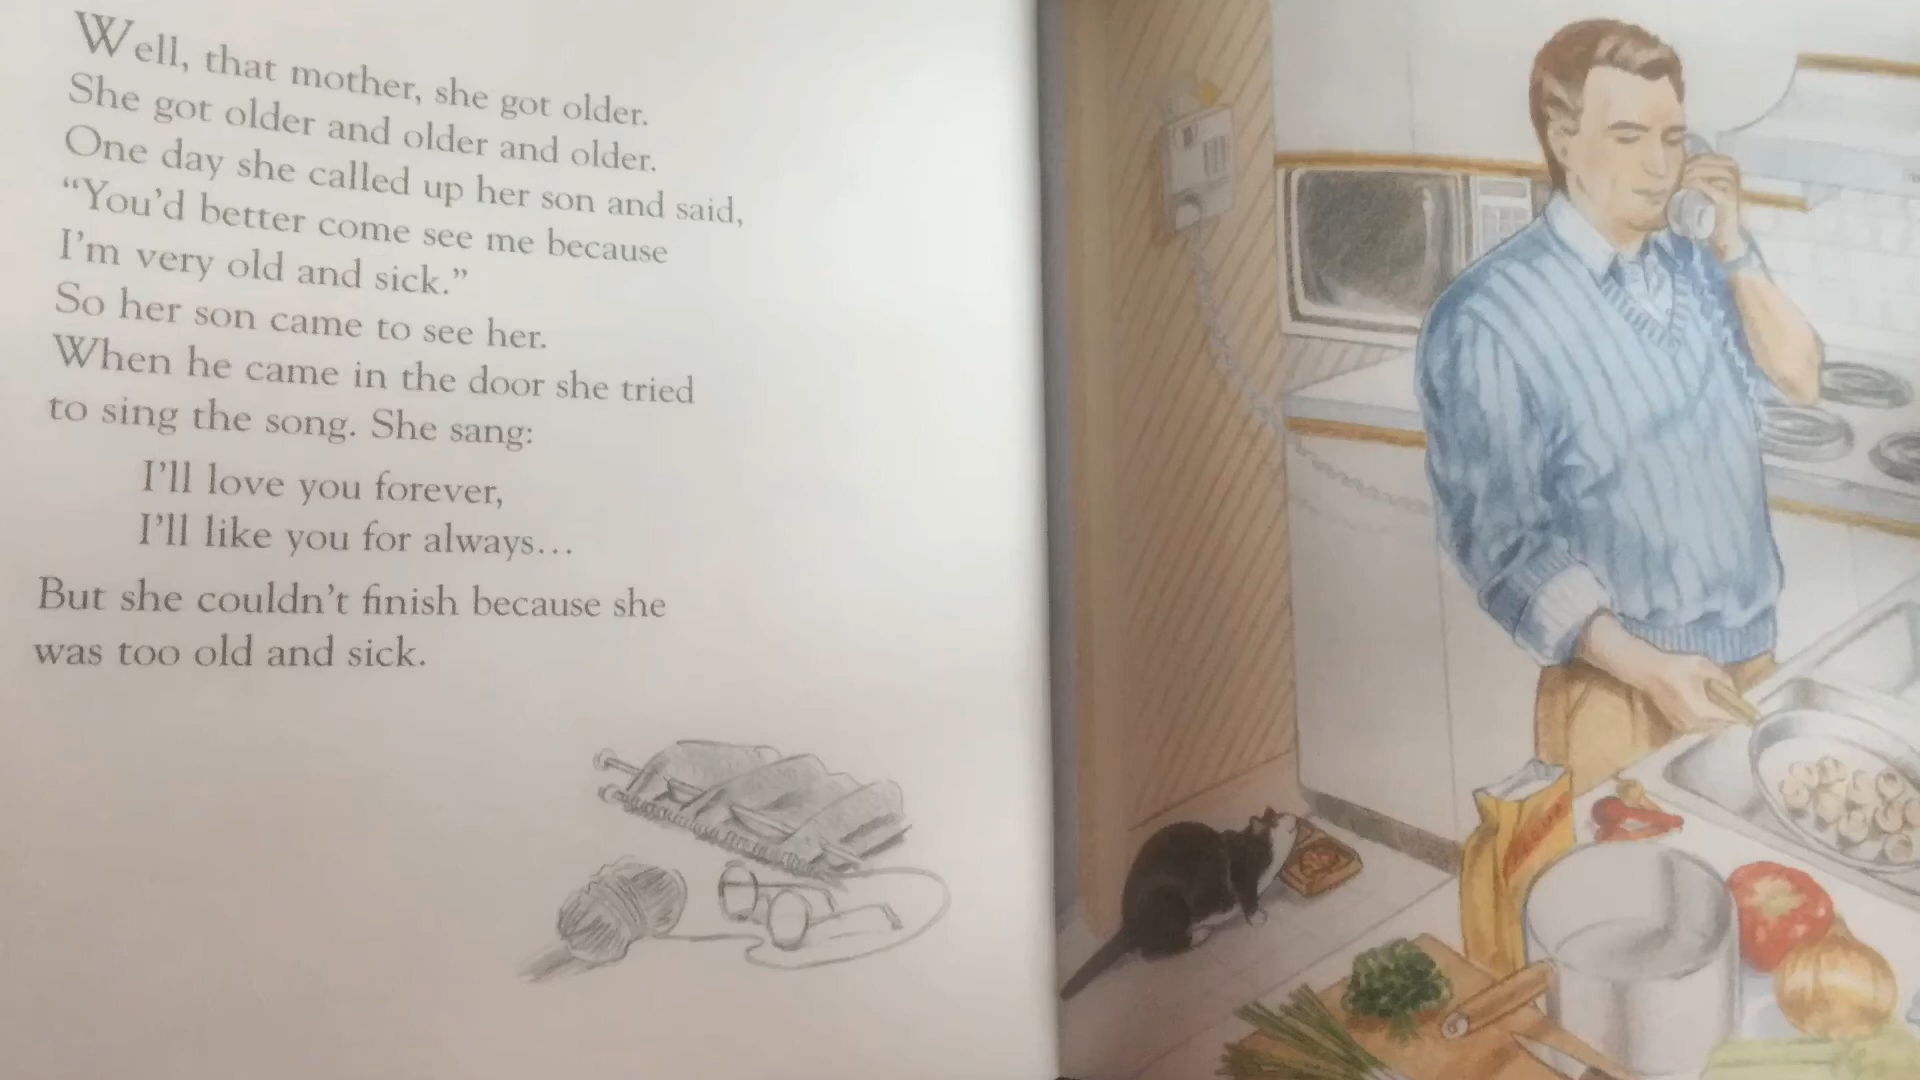 Well, that mother, she got older.
She got older and older and older.
One day she called up her son and said,
“You’d better come see me because
I’m very old and sick.”
So her son came to see her.
When he came in the door she tried
to sing the song. She sang:
I’ll love you forever,
I’ll like you for always…
But she couldn’t finish because she
was too old and sick.